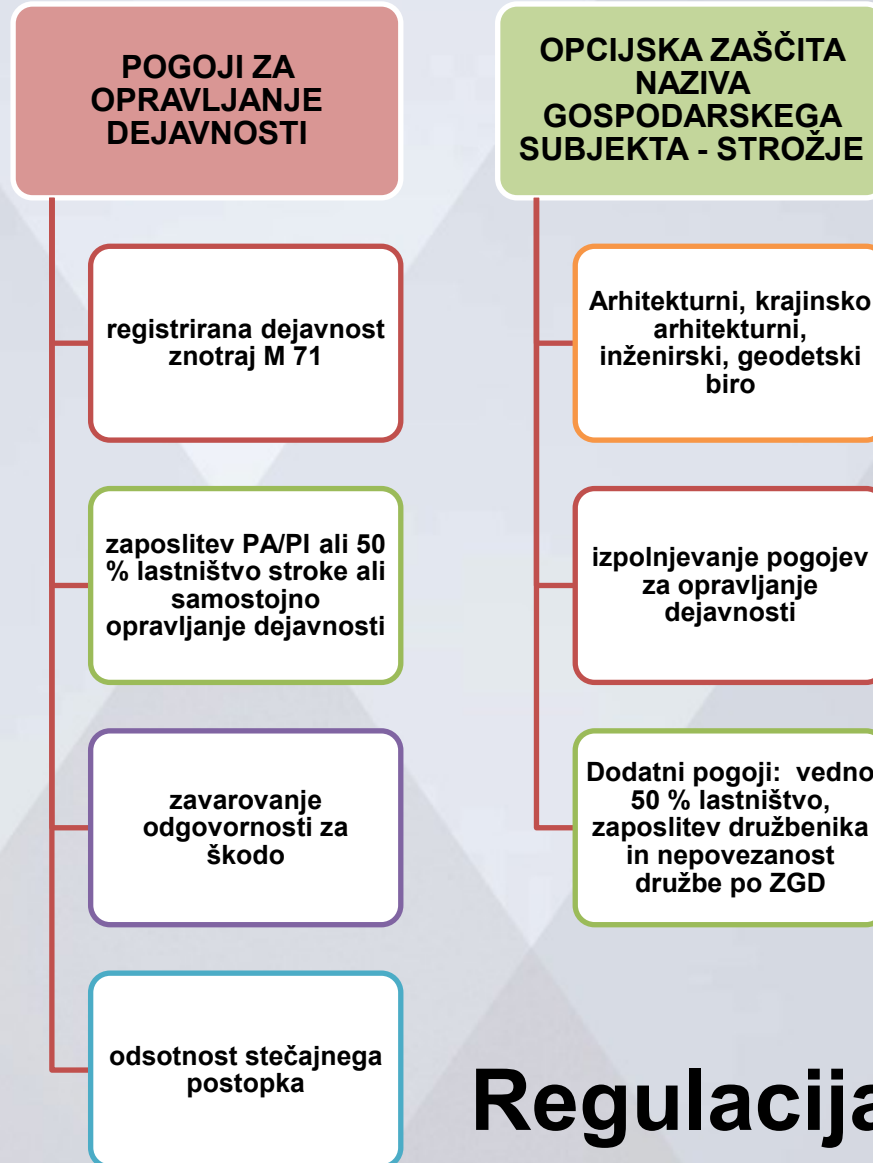 POGOJI ZA
OPRAVLJANJE
DEJAVNOSTI
registrirana dejavnost
znotraj M 71
zaposlitev PA/PI ali 50
% lastništvo stroke ali
samostojno
opravljanje dejavnosti
zavarovanje
odgovornosti za
škodo
odsotnost stečajnega
postopka
OPCIJSKA ZAŠČITA
NAZIVA
GOSPODARSKEGA
SUBJEKTA - STROŽJE
Arhitekturni, krajinsko
arhitekturni,
inženirski, geodetski
biro
izpolnjevanje pogojev
za opravljanje
dejavnosti
Dodatni pogoji: vedno
50 % lastništvo,
zaposlitev družbenika
in nepovezanost
družbe po ZGD
Regulacija